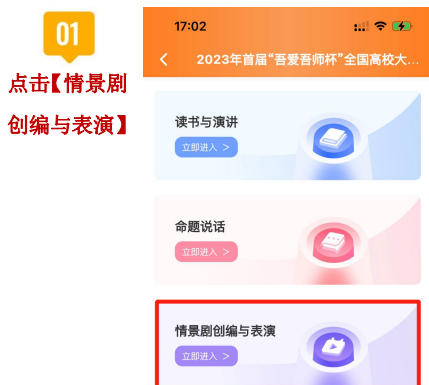 01
点击【情景剧
创编与表演】
17:02
2023年首届“吾爱吾师杯”全国高校大...
读书与演讲
立即进入 >
命题说话
立即进入 >
情景剧创编与表演
立即进入 >